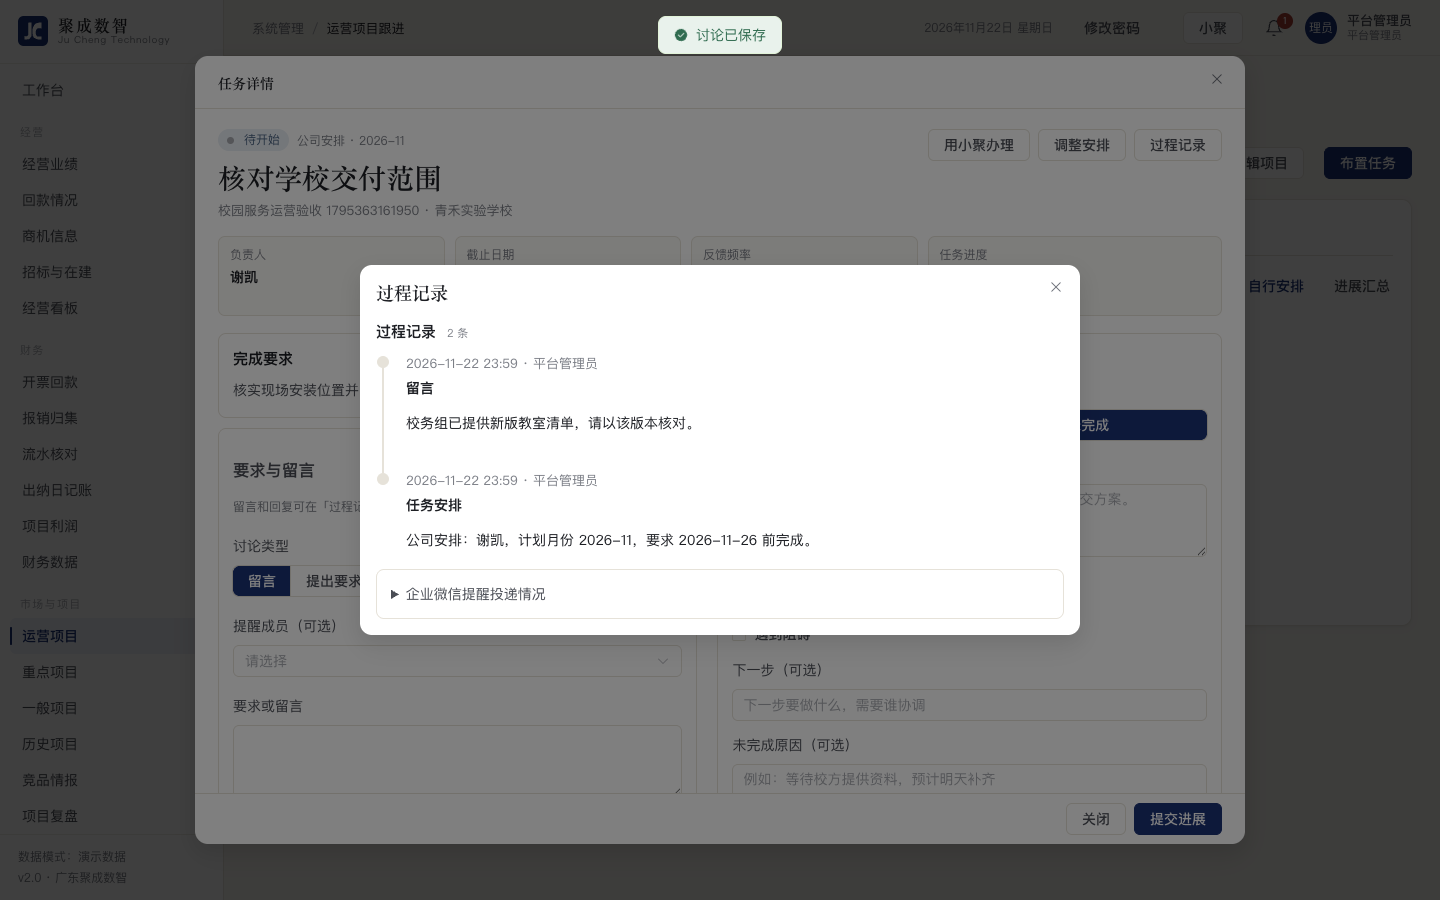 聚成数智
Ju Cheng Technology
系统管理 / 运营项目跟进
讨论已保存
2026年11月22日 星期日
修改密码
小聚
1
理员
平台管理员
平台管理员
工作台
经营
经营业绩
回款情况
商机信息
招标与在建
经营看板
财务
开票回款
报销归集
流水核对
出纳日记账
项目利润
财务数据
市场与项目
运营项目
重点项目
一般项目
历史项目
竞品情报
项目复盘
数据模式：演示数据
v2.0 · 广东聚成数智
辑项目
布置任务
自行安排
进展汇总
任务详情
待开始
公司安排 · 2026-11
用小聚办理
调整安排
过程记录
核对学校交付范围
校园服务运营验收 1795363161950 · 青禾实验学校
负责人
谢凯
截止日期
反馈频率
任务进度
完成要求
核实现场安装位置并
完成
要求与留言
留言和回复可在「过程记
交方案。
讨论类型
留言
提出要求
提醒成员（可选）
请选择
要求或留言
下一步（可选）
下一步要做什么，需要谁协调
未完成原因（可选）
例如：等待校方提供资料，预计明天补齐
关闭
提交进展
过程记录
过程记录 2 条
2026-11-22 23:59 · 平台管理员
留言
校务组已提供新版教室清单，请以该版本核对。
2026-11-22 23:59 · 平台管理员
任务安排
公司安排：谢凯，计划月份 2026-11，要求 2026-11-26 前完成。
企业微信提醒投递情况